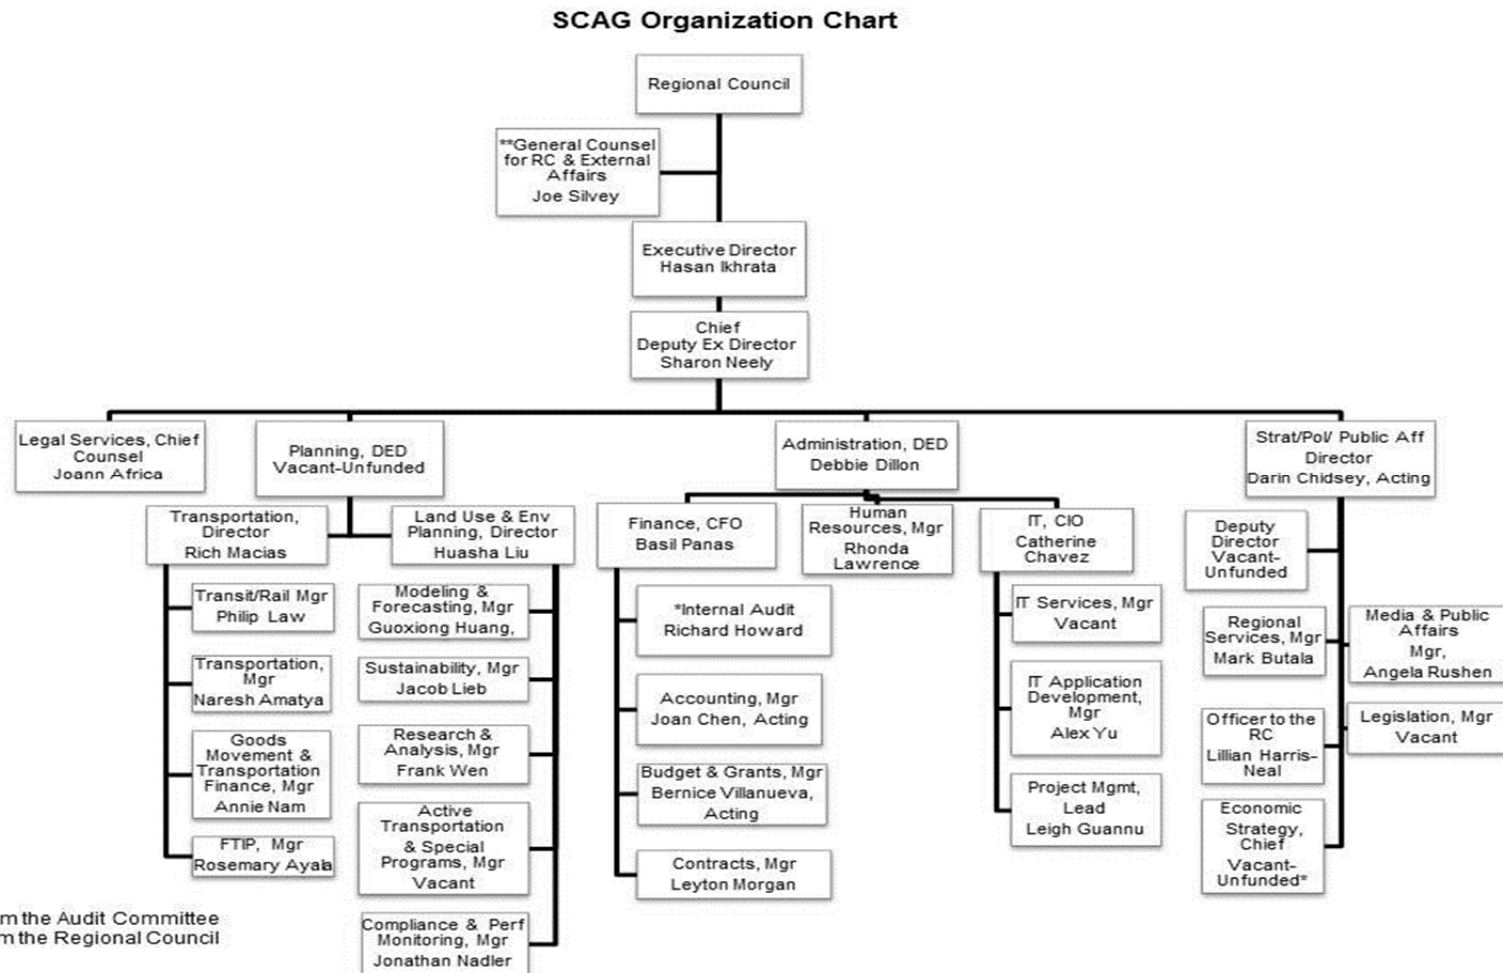 SCAG Organization Chart
Regional Council
**General Counsel
for RC & External
Affairs
Joe Silvey
Executive Director
Hasan Ikhrata
Chief
Deputy Ex Director
Sharon Neely
Legal Services, Chief
Counsel
Joann Africa
Planning, DED
Vacant-Unfunded
Administration, DED
Debbie Dillon
Strat/Pol/ Public Aff
Director
Darin Chidsey, Acting
Transportation,
Director
Rich Macias
Land Use & Env
Planning, Director
Huasha Liu
Finance, CFO
Basil Panas
Human
Resources, Mgr
Rhonda
Lawrence
IT, CIO
Catherine
Chavez
Deputy
Director
Vacant-
Unfunded
Transit/Rail Mgr
Philip Law
Transportation,
Mgr
Naresh Amatya
Goods
Movement &
Transportation
Finance, Mgr
Annie Nam
FTIP, Mgr
Rosemary Ayala
Modeling &
Forecasting, Mgr
Guoxiong Huang,
Sustainability, Mgr
Jacob Lieb
Research &
Analysis, Mgr
Frank Wen
Active
Transportation
& Special
Programs, Mgr
Vacant
Compliance & Perf
Monitoring, Mgr
Jonathan Nadler
*Internal Audit
Richard Howard
Accounting, Mgr
Joan Chen, Acting
Budget & Grants, Mgr
Bernice Villanueva,
Acting
Contracts, Mgr
Leyton Morgan
IT Services, Mgr
Vacant
IT Application
Development,
Mgr
Alex Yu
Project Mgmt,
Lead
Leigh Guannu
Regional
Services, Mgr
Mark Butala
Media & Public
Affairs
Mgr,
Angela Rushen
Officer to the
RC
Lillian Harris-
Neal
Legislation, Mgr
Vacant
Economic
Strategy,
Chief
Vacant-
Unfunded*
the Audit Committee
the Regional Council